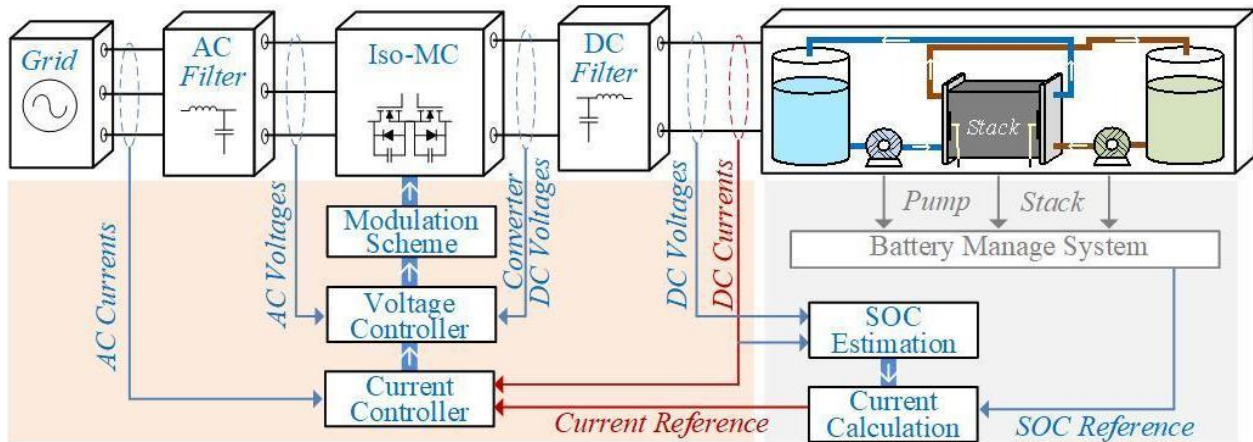 Grid
AC
Filter
Iso-MC
DC
Filter
Stack
Pump
Stack
Battery Manage System
Modulation
Scheme
AC Currents
AC Voltages
Converter
DC Voltages
DC Voltages
DC Currents
Voltage
Controller
SOC
Estimation
Current
Controller
Current
Calculation
Current Reference
SOC Reference